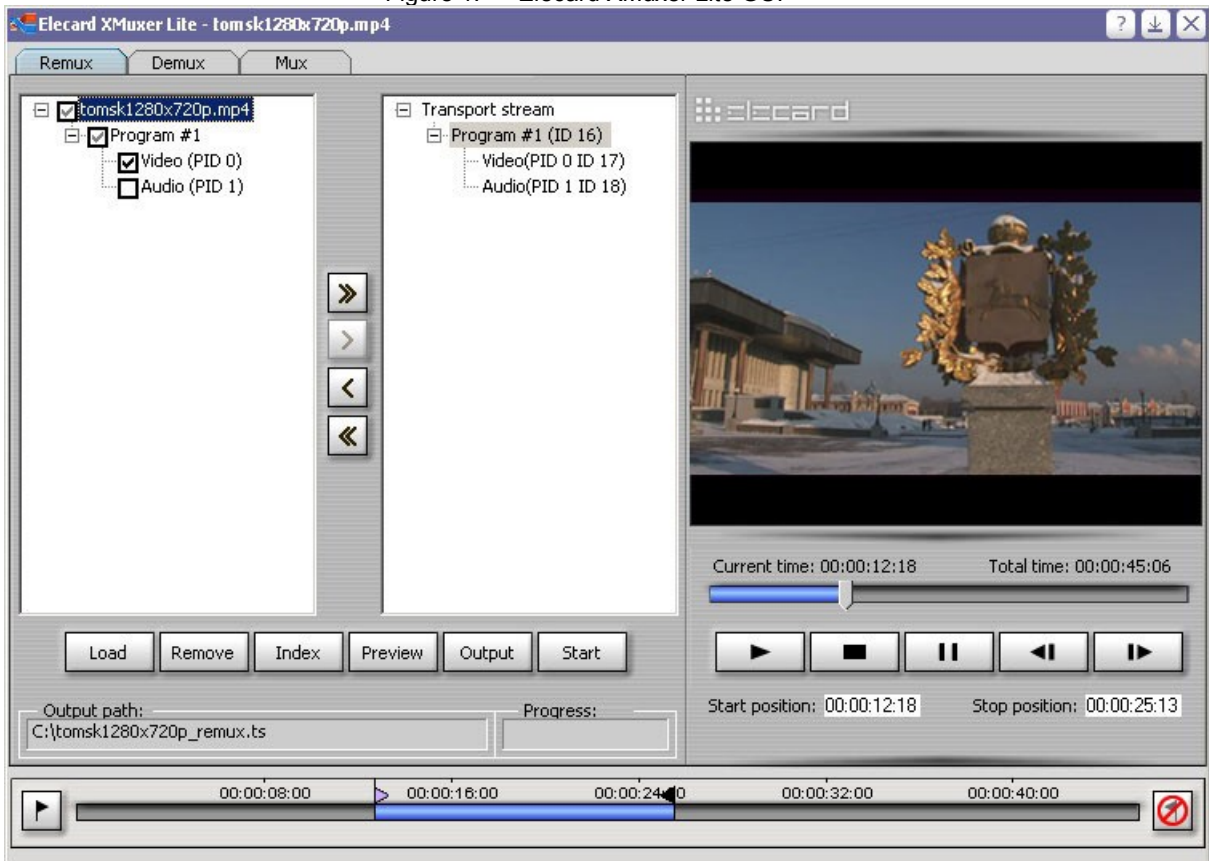 Elecard XMuxer Lite - tomsk1280x720p.mp4
?
Remux Demux Mux
tomsk1280x720p.mp4
Program #1
Video (PID 0)
Audio (PID 1)
Transport stream
Program #1 (ID 16)
Video(PID 0 ID 17)
Audio(PID 1 ID 18)
elecard
Current time: 00:00:12:18 Total time: 00:00:45:06
Load Remove Index Preview Output Start
Start position: 00:00:12:18 Stop position: 00:00:25:13
Output path: Progress:
C:\tomsk1280x720p_remux.ts
00:00:08:00 00:00:16:00 00:00:24:00 00:00:32:00 00:00:40:00